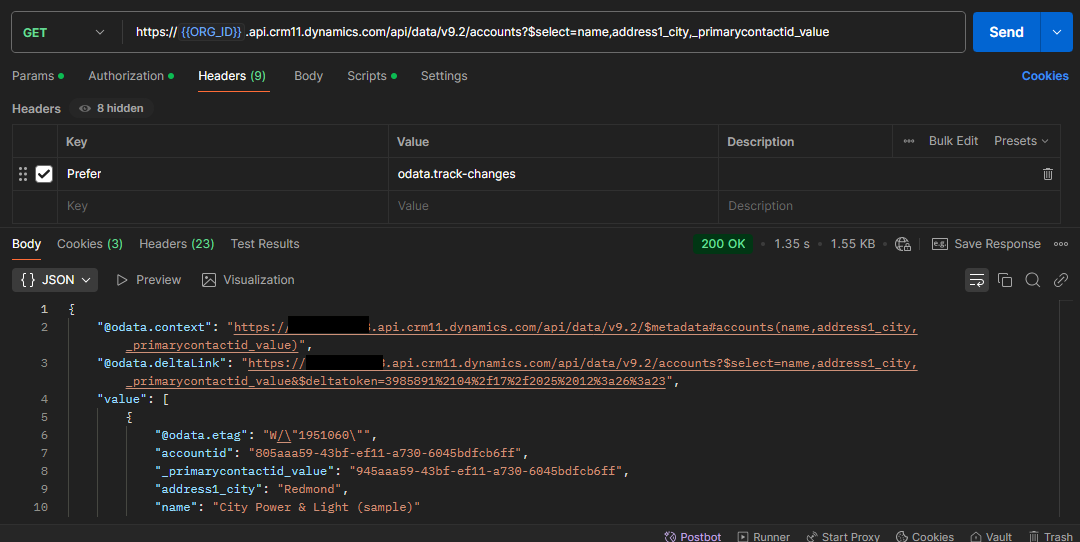 GET https:// {{ORG_ID}} .api.crm11.dynamics.com/api/data/v9.2/accounts?$select=name,address1_city,_primarycontactid_value Send
Params Authorization Headers (9) Body Scripts Settings Cookies
Headers 8 hidden
Key Value Description Bulk Edit Presets
Prefer odata.track-changes
Key Value Description
Body Cookies (3) Headers (23) Test Results 200 OK • 1.35 s • 1.55 KB e.g. Save Response
{} JSON Preview Visualization
1 {
2 "@odata.context": "https://.api.crm11.dynamics.com/api/data/v9.2/$metadata#accounts(name,address1_city,
_primarycontactid_value)",
3 "@odata.deltaLink": "https://.api.crm11.dynamics.com/api/data/v9.2/accounts?$select=name,address1_city,
_primarycontactid_value&$deltatoken=3985891%2104%2f17%2f2025%2012%3a26%3a23",
4 "value": [
5 {
6 "@odata.etag": "W/\"1951060\"",
7 "accountid": "805aaa59-43bf-ef11-a730-6045bdfcb6ff",
8 "_primarycontactid_value": "945aaa59-43bf-ef11-a730-6045bdfcb6ff",
9 "address1_city": "Redmond",
10 "name": "City Power & Light (sample)"
Postbot Runner Start Proxy Cookies Vault Trash